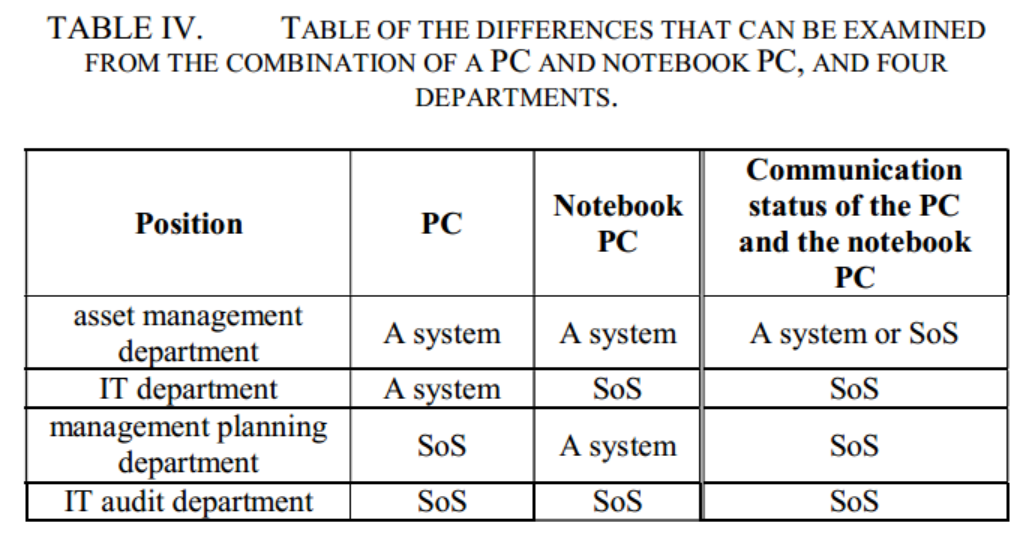 TABLE IV. TABLE OF THE DIFFERENCES THAT CAN BE EXAMINED
FROM THE COMBINATION OF A PC AND NOTEBOOK PC, AND FOUR
DEPARTMENTS.
Position PC Notebook PC Communication status of the PC and the notebook PC
asset management department A system A system A system or SoS
IT department A system SoS SoS
management planning department SoS A system SoS
IT audit department SoS SoS SoS